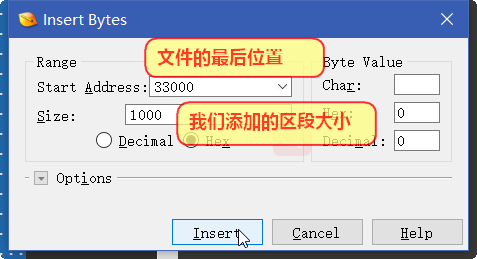 Insert Bytes
文件的最后位置
Range
Byte Value
Start Address:
33000
Char:
Size:
1000
我们添加的区段大小
Hex:
0
Decimal
Hex
Decimal:
0
Options
Insert
Cancel
Help